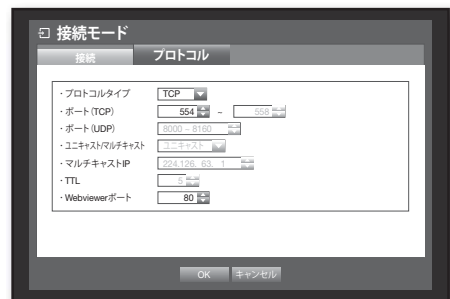 接続モード
接続 プロトコル
・プロトコルタイプ TCP
・ポート(TCP) 554 – 558
・ポート(UDP) 8000 ~ 8160
・ユニキャスト/マルチキャスト ユニキャスト
・マルチキャストIP 224.126. 63. 1
・TTL 5
・Webviewerポート 80
OK キャンセル